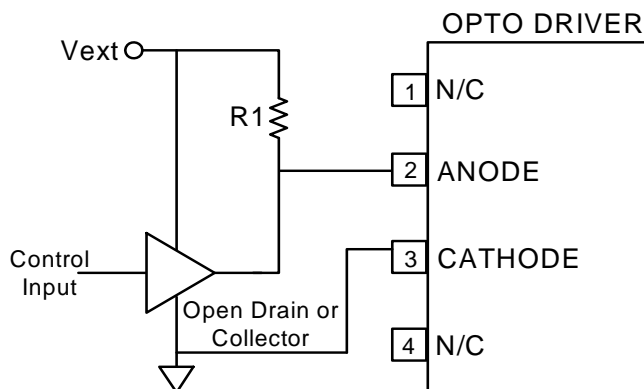 OPTO DRIVER
Vext
1 N/C
R1
2 ANODE
Control
Input
3 CATHODE
Open Drain or
Collector
4 N/C